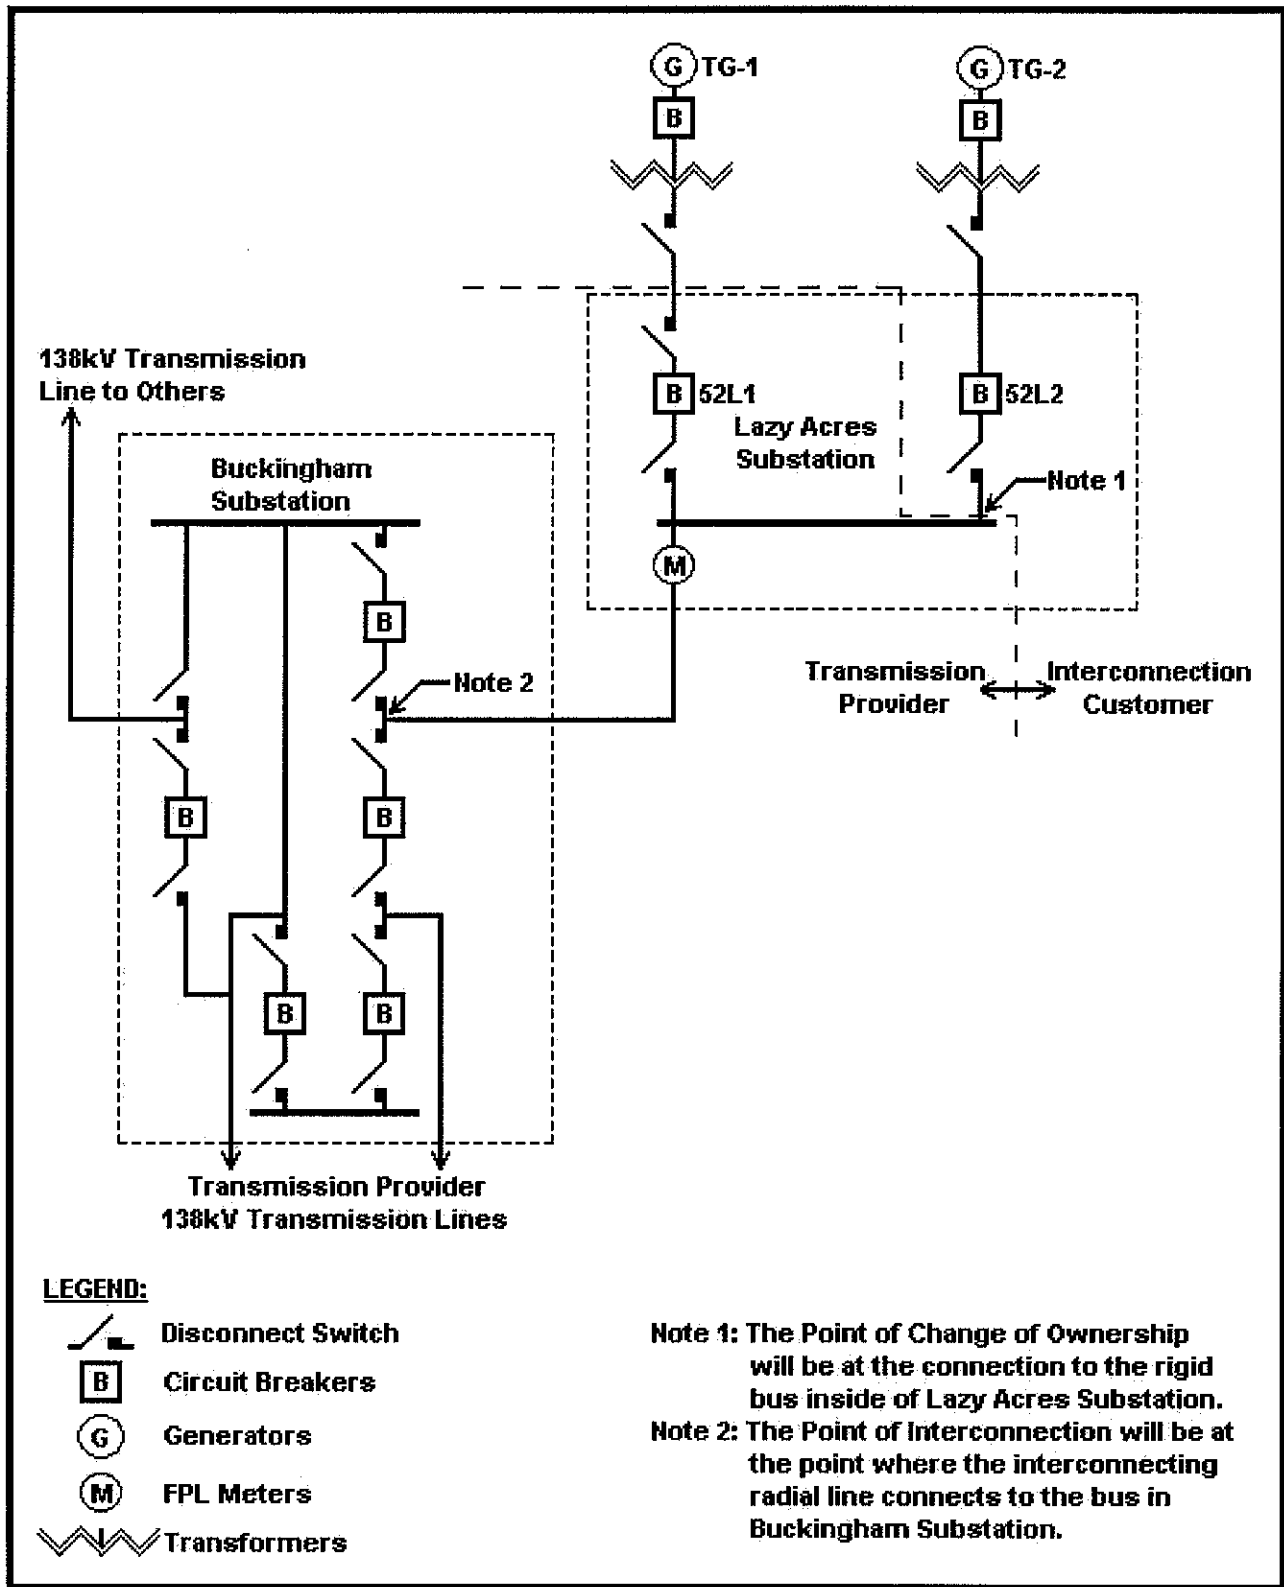 G TG-1
G TG-2
B
B
138kV Transmission
Line to Others
B 52L1
B 52L2
Lazy Acres
Substation
Note 1
Buckingham
Substation
M
B
Note 2
Transmission
Provider
Interconnection
Customer
B
B
B
B
Transmission Provider
138kV Transmission Lines
LEGEND:
Disconnect Switch
B Circuit Breakers
G Generators
M FPL Meters
Transformers
Note 1: The Point of Change of Ownership
will be at the connection to the rigid
bus inside of Lazy Acres Substation.
Note 2: The Point of Interconnection will be at
the point where the interconnecting
radial line connects to the bus in
Buckingham Substation.